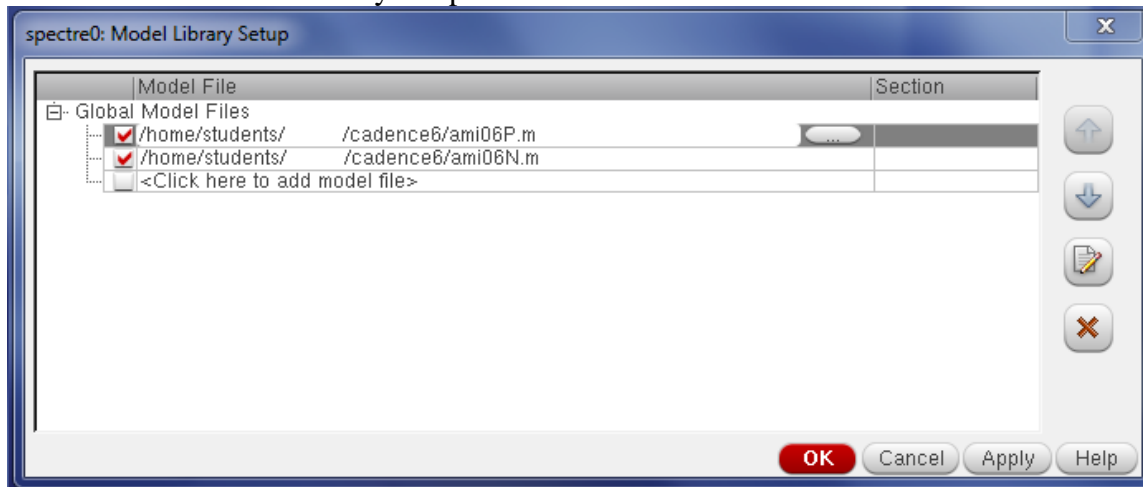 spectre0: Model Library Setup
Model File Section
Global Model Files
/home/students/ /cadence6/ami06P.m ...
/home/students/ /cadence6/ami06N.m
<Click here to add model file>
OK Cancel Apply Help